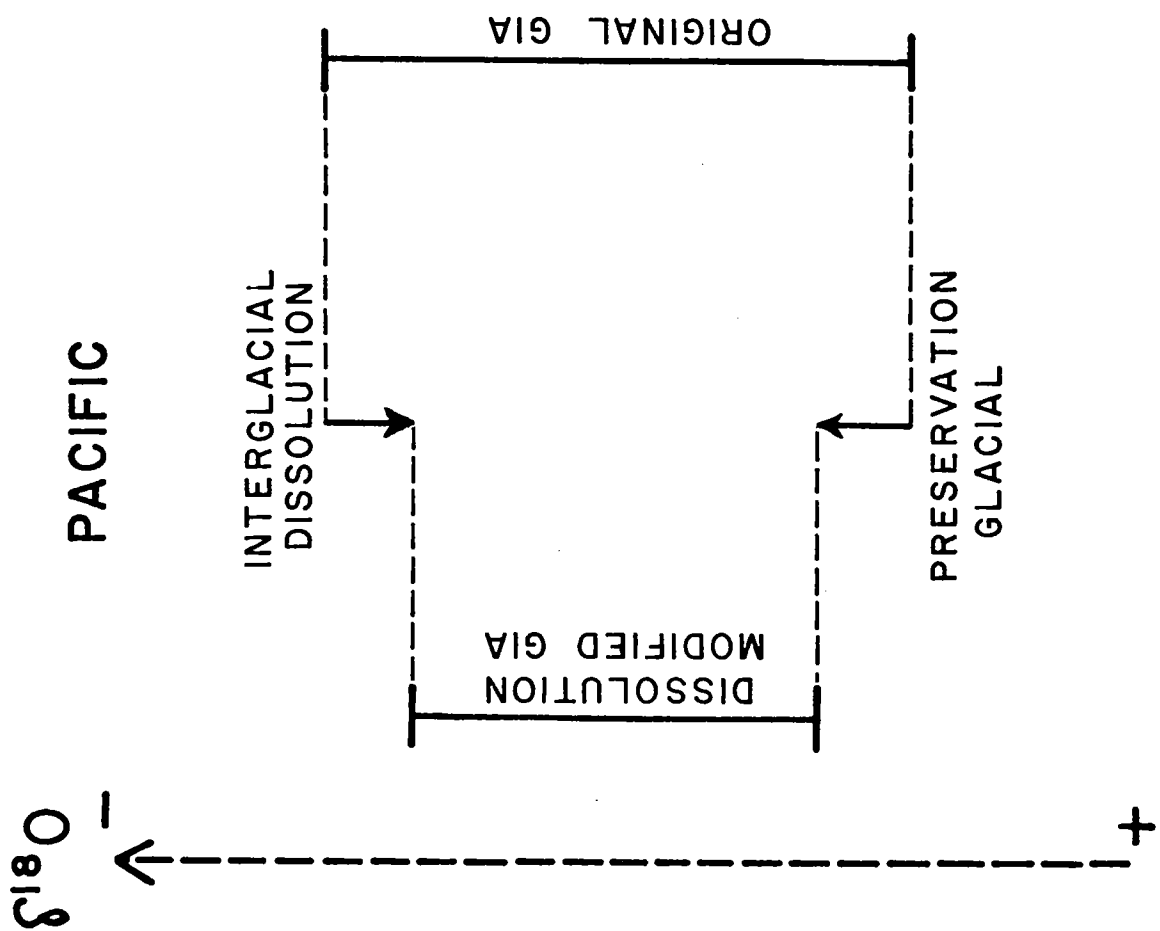 PACIFIC
δ18O
−
+
INTERGLACIAL
DISSOLUTION
PRESERVATION
GLACIAL
DISSOLUTION
MODIFIED GIA
ORIGINAL GIA